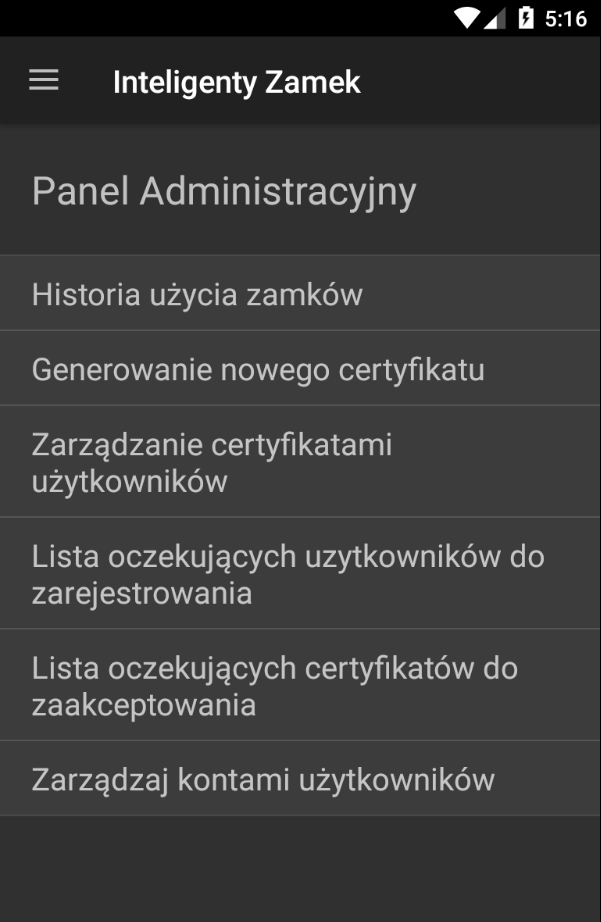 5:16
Inteligenty Zamek
Panel Administracyjny
Historia użycia zamków
Generowanie nowego certyfikatu
Zarządzanie certyfikatami
użytkowników
Lista oczekujących uzytkowników do
zarejestrowania
Lista oczekujących certyfikatów do
zaakceptowania
Zarządzaj kontami użytkowników